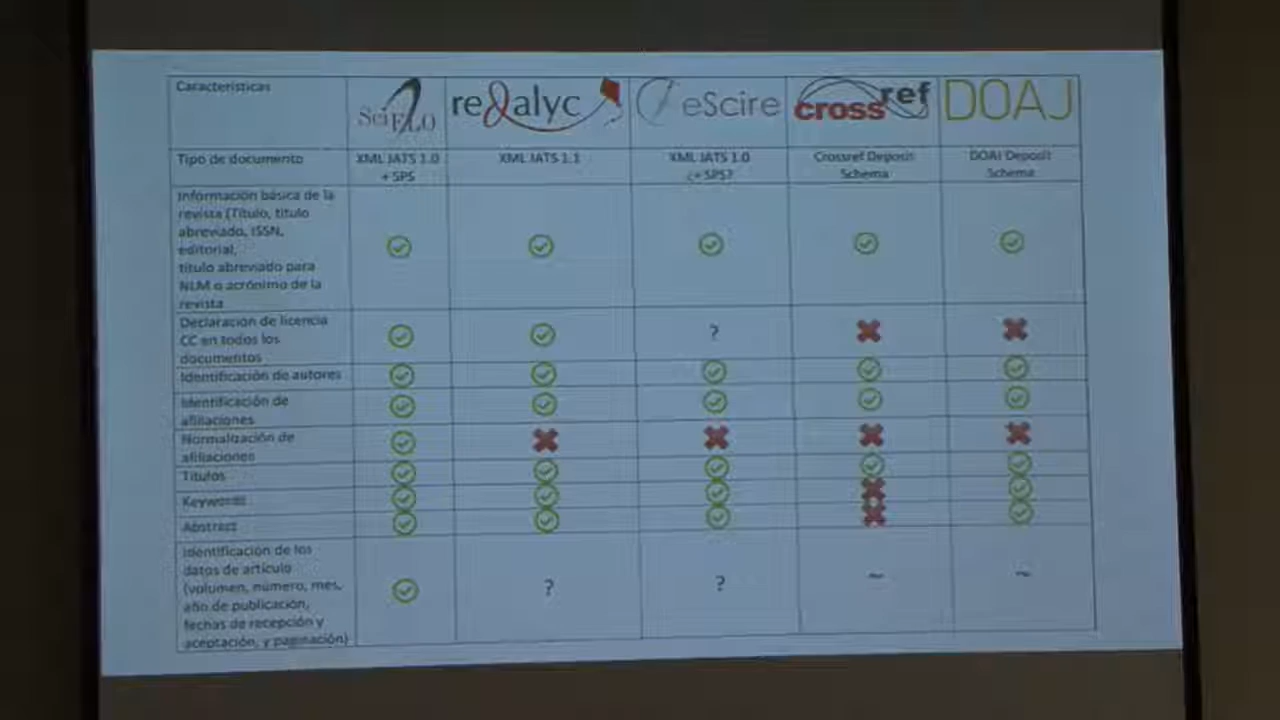 Características
SciELO
redalyc
eScire
crossref
DOAJ
Tipo de documento
XML JATS 1.0
+ SPS
XML JATS 1.1
XML JATS 1.0
¿+ SPS?
Crossref Deposit
Schema
DOAJ Deposit
Schema
Información básica de la
revista (Título, título
abreviado, ISSN,
editorial,
título abreviado para
NLM o acrónimo de la
revista
Declaración de licencia
CC en todos los
documentos
?
Identificación de autores
Identificación de
afiliaciones
Normalización de
afiliaciones
Títulos
Keywords
Abstract
Identificación de los
datos de artículo
(volumen, número, mes,
año de publicación,
fechas de recepción y
aceptación, y paginación)
?
?
~
~